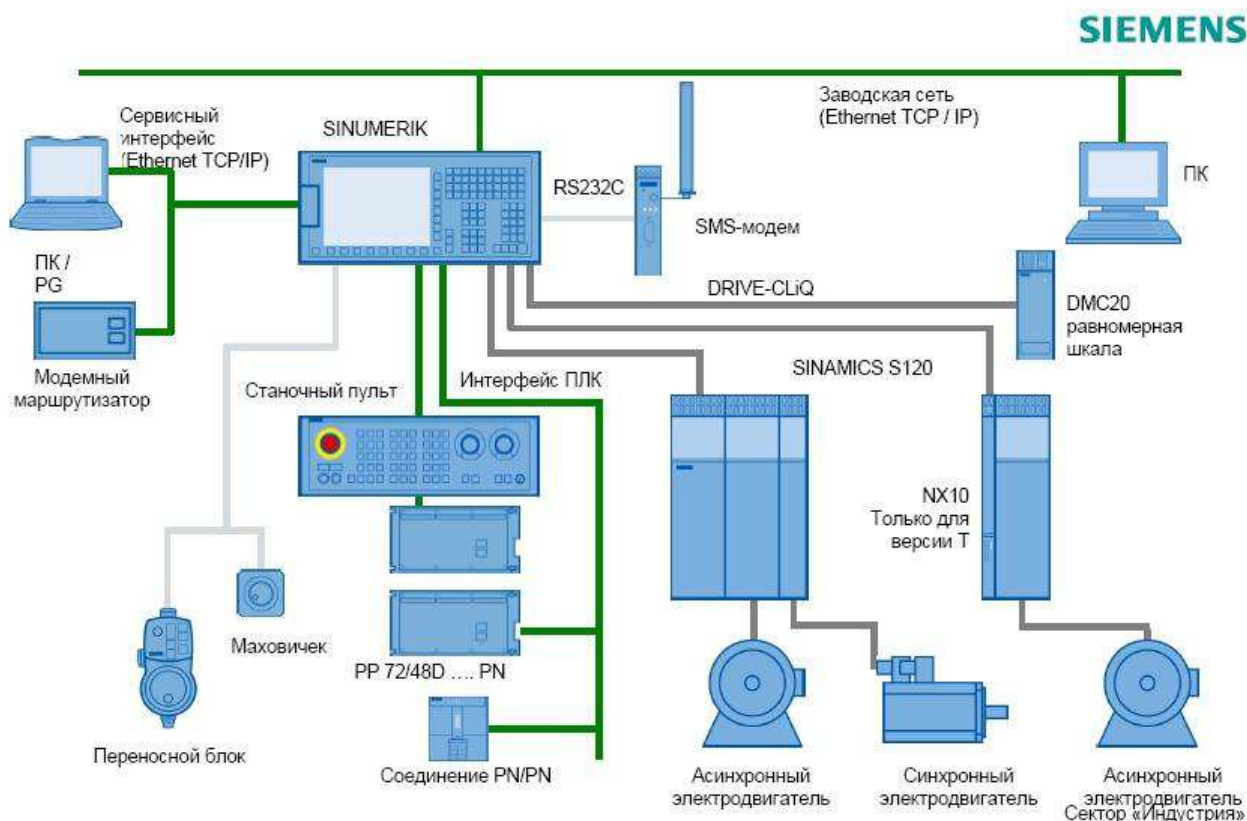 SIEMENS
Сервисный
интерфейс
(Ethernet TCP/IP)
SINUMERIK
Заводская сеть
(Ethernet TCP / IP)
RS232C
ПК
SMS-модем
ПК /
PG
DRIVE-CLiQ
DMC20
равномерная
шкала
Модемный
маршрутизатор
Станочный пульт
Интерфейс ПЛК
SINAMICS S120
NX10
Только для
версии T
Маховичек
PP 72/48D .... PN
Переносной блок
Соединение PN/PN
Асинхронный
электродвигатель
Синхронный
электродвигатель
Асинхронный
электродвигатель
Сектор «Индустрия»